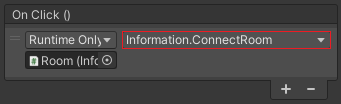 On Click ()
Runtime Only Information.ConnectRoom
Room (Info
+ −